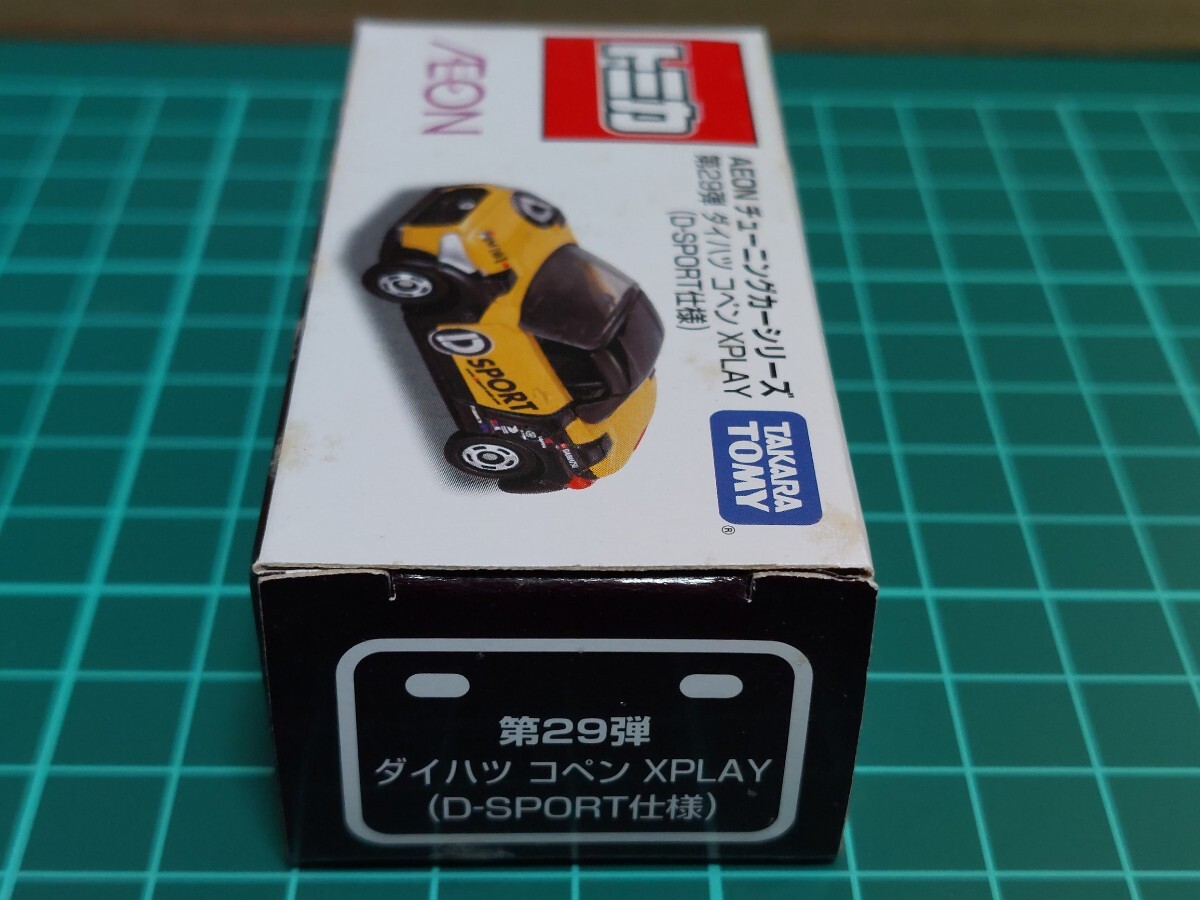 トミカ
ÆON
AEON チューニングカーシリーズ
第29弾 ダイハツ コペン XPLAY
(D-SPORT仕様)
D
D
SPORT
TAKARA
TOMY
®
第29弾
ダイハツ コペン XPLAY
(D-SPORT仕様)